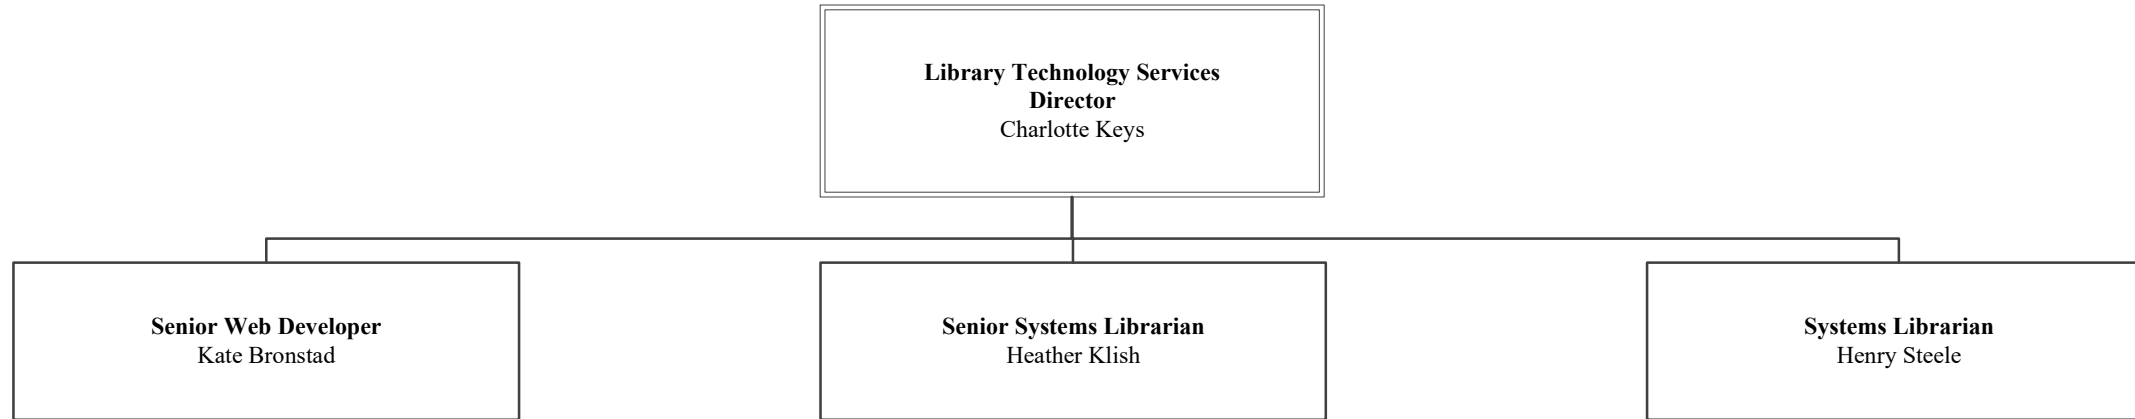 Library Technology Services
Director
Charlotte Keys
Senior Web Developer
Kate Bronstad
Senior Systems Librarian
Heather Klish
Systems Librarian
Henry Steele